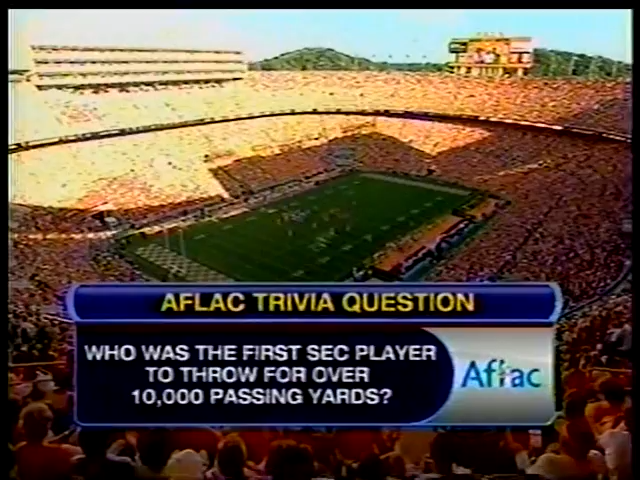 AFLAC TRIVIA QUESTION
WHO WAS THE FIRST SEC PLAYER
TO THROW FOR OVER
10,000 PASSING YARDS?
Aflac